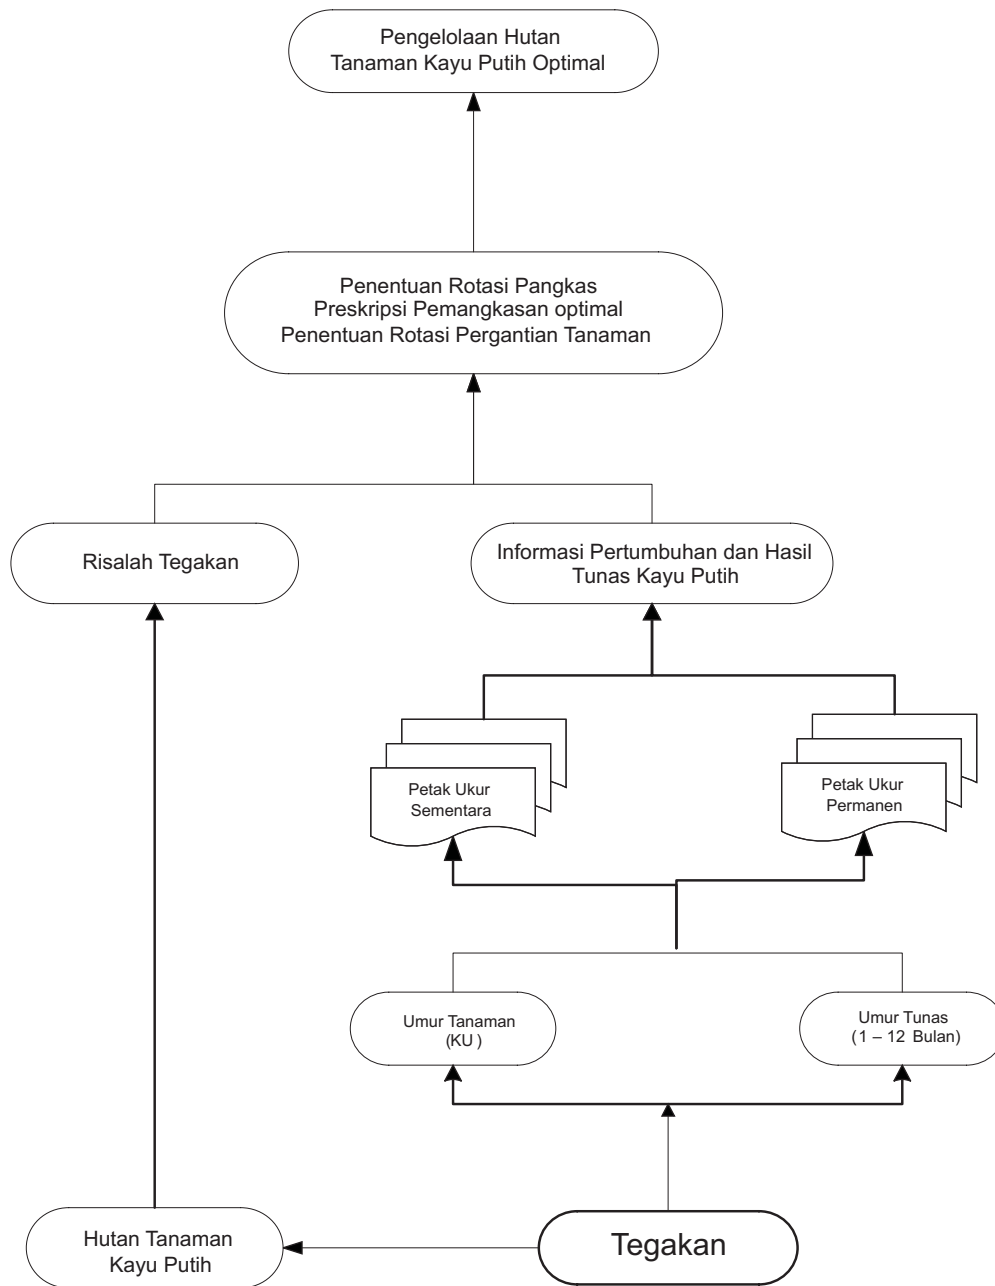 Pengelolaan Hutan
Tanaman Kayu Putih Optimal
Penentuan Rotasi Pangkas
Preskripsi Pemangkasan optimal
Penentuan Rotasi Pergantian Tanaman
Risalah Tegakan
Informasi Pertumbuhan dan Hasil
Tunas Kayu Putih
Petak Ukur
Sementara
Petak Ukur
Permanen
Umur Tanaman
(KU )
Umur Tunas
( 1 – 12 Bulan)
Hutan Tanaman
Kayu Putih
Tegakan